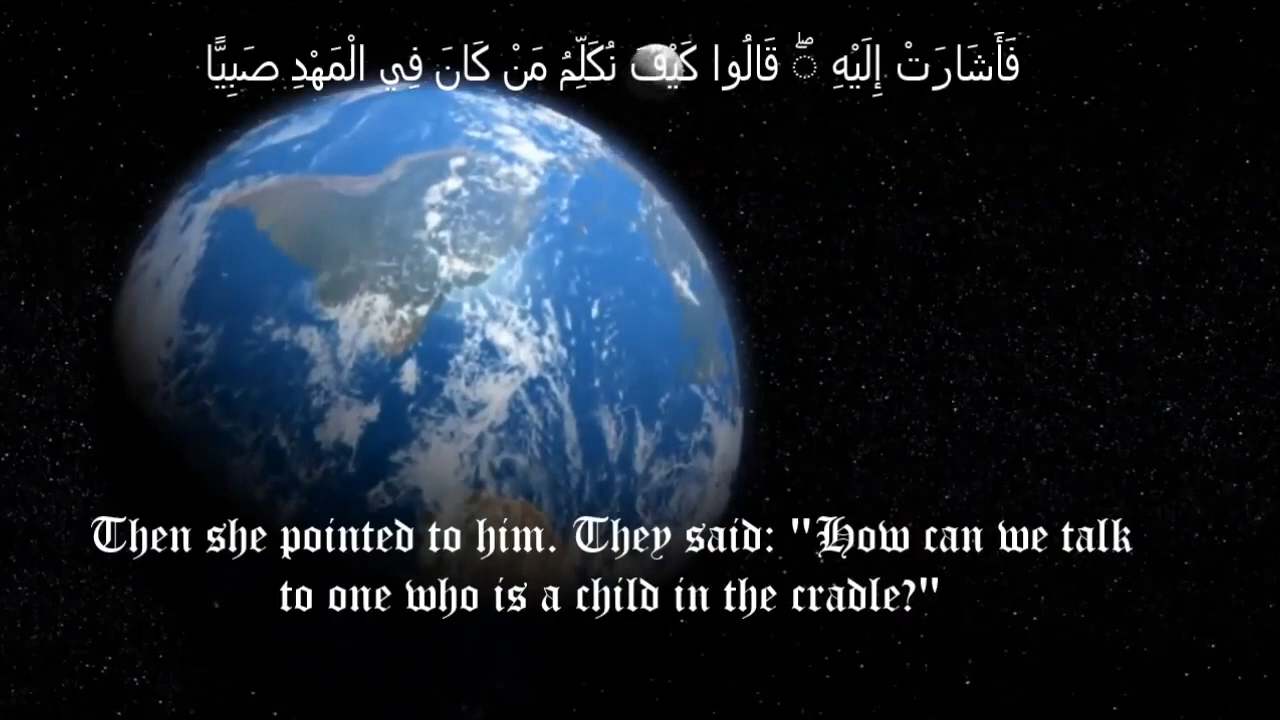 فَأَشَارَتْ إِلَيْهِ ۖ قَالُوا كَيْفَ نُكَلِّمُ مَنْ كَانَ فِي الْمَهْدِ صَبِيًّا
Then she pointed to him. They said: "How can we talk
to one who is a child in the cradle?"